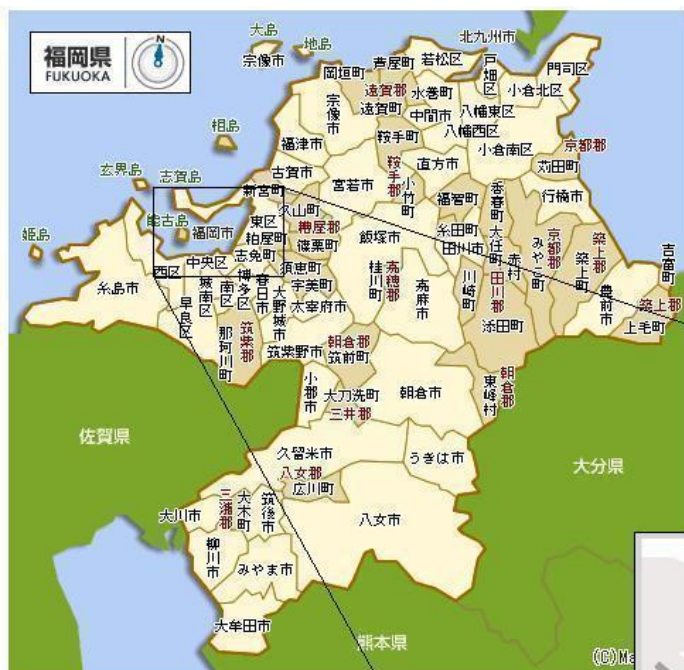 福岡県
FUKUOKA
N
大島
宗像市
地島
北九州市
芦屋町
若松区
戸畑区
門司区
岡垣町
遠賀郡
遠賀町
水巻町
中間市
八幡東区
小倉北区
八幡西区
小倉南区
宗像市
相島
福津市
鞍手町
鞍手郡
直方市
京都郡
苅田町
古賀市
宮若市
小竹町
福智町
香春町
行橋市
玄界島
志賀島
新宮町
久山町
糟屋郡
篠栗町
東区
粕屋町
志免町
能古島
福岡市
姫島
飯塚市
糸田町
田川市
大任町
赤村
京都郡
みやこ町
築上郡
築上町
吉富町
中央区
西区
城南区
南区
博多区
春日市
須恵町
宇美町
大野城市
太宰府市
糸島市
早良区
那珂川町
筑紫郡
桂川町
嘉穂郡
嘉麻市
川崎町
田川郡
添田町
豊前市
築上郡
上毛町
筑紫野市
朝倉郡
筑前町
小郡市
大刀洗町
三井郡
朝倉市
東峰村
朝倉郡
佐賀県
大分県
久留米市
うきは市
八女郡
広川町
大川市
三潴郡
大木町
筑後市
八女市
柳川市
みやま市
大牟田市
熊本県